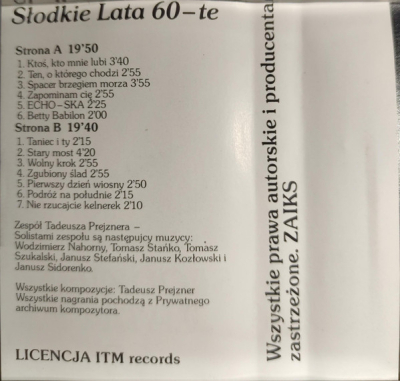 Słodkie Lata 60-te
Strona A 19'50
1. Ktoś, kto mnie lubi 3'40
2. Ten, o którego chodzi 2'55
3. Spacer brzegiem morza 3'55
4. Zapominam cię 2'55
5. ECHO-SKA 2'25
6. Betty Babilon 2'00
Strona B 19'40
1. Taniec i ty 2'15
2. Stary most 4'20
3. Wolny krok 2'55
4. Zgubiony ślad 2'55
5. Pierwszy dzień wiosny 2'50
6. Podróż na południe 2'15
7. Nie rzucajcie kelnerek 2'10
Zespół Tadeusza Prejznera –
Solistami zespołu są następujcy muzycy:
Wodzimierz Nahorny, Tomasz Stańko, Tomasz
Szukalski, Janusz Stefański, Janusz Kozłowski i
Janusz Sidorenko.
Wszystkie kompozycje: Tadeusz Prejzner
Wszystkie nagrania pochodzą z Prywatnego
archiwum kompozytora.
LICENCJA ITM records
Wszystkie prawa autorskie i producenta
zastrzeżone. ZAIKS